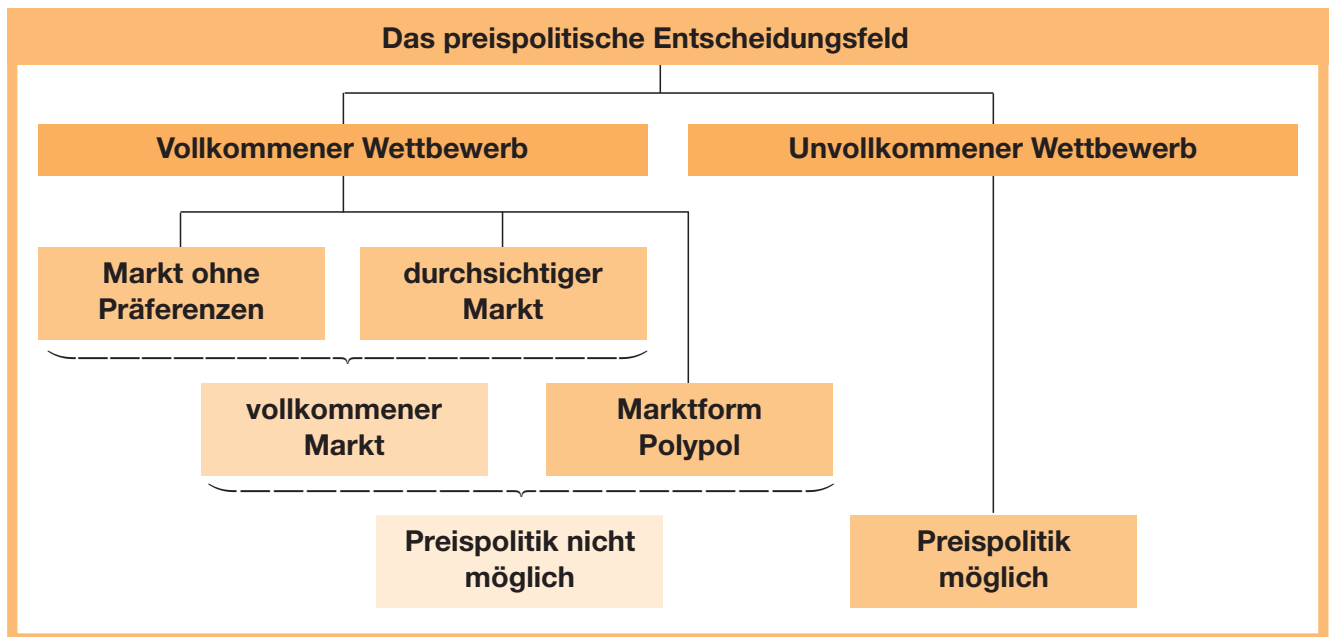 Das preispolitische Entscheidungsfeld
Vollkommener Wettbewerb
Unvollkommener Wettbewerb
Markt ohne
Präferenzen
durchsichtiger
Markt
vollkommener
Markt
Marktform
Polypol
Preispolitik nicht
möglich
Preispolitik
möglich